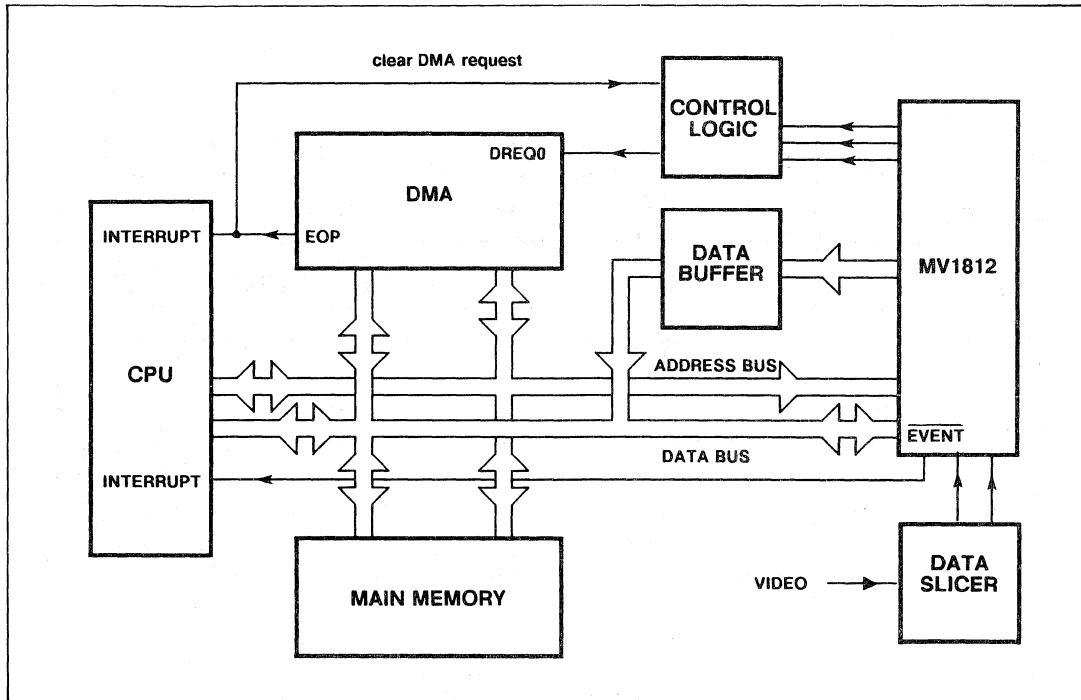 clear DMA request
CONTROL
LOGIC
DREQ0
DMA
INTERRUPT
EOP
DATA
BUFFER
MV1812
CPU
ADDRESS BUS
EVENT
DATA BUS
INTERRUPT
MAIN MEMORY
VIDEO
DATA
SLICER